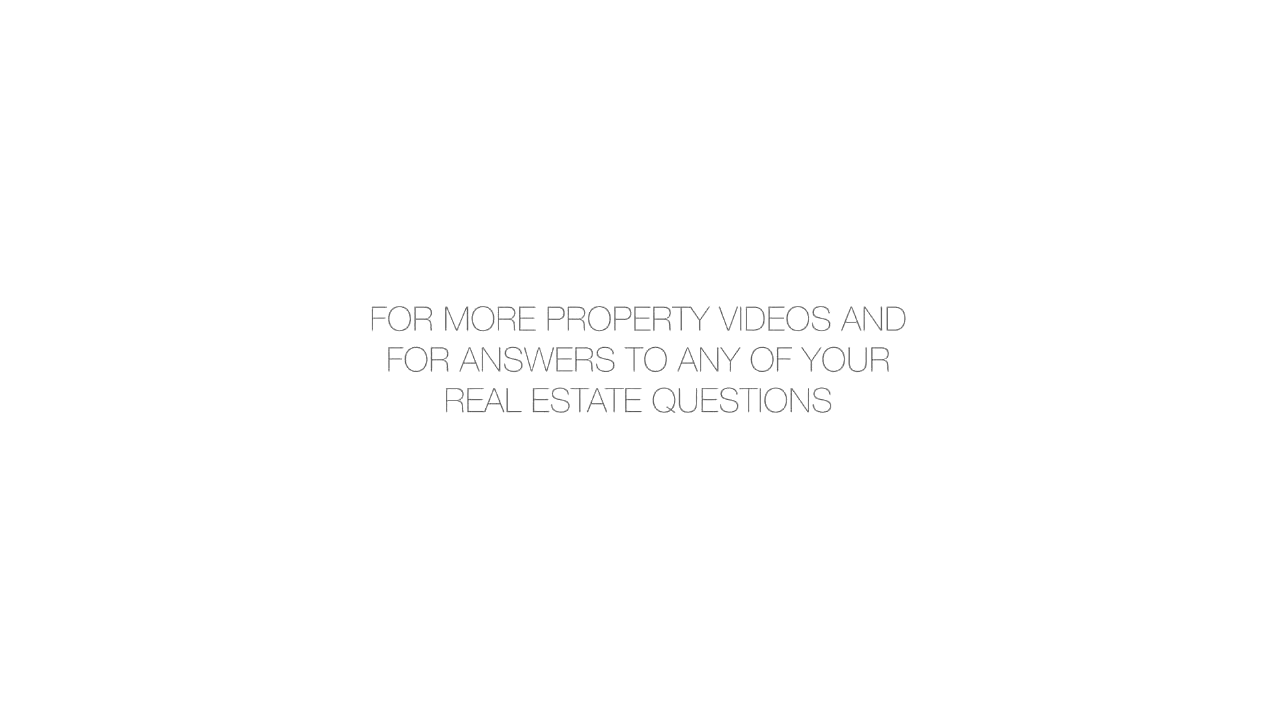 FOR MORE PROPERTY VIDEOS AND
FOR ANSWERS TO ANY OF YOUR
REAL ESTATE QUESTIONS